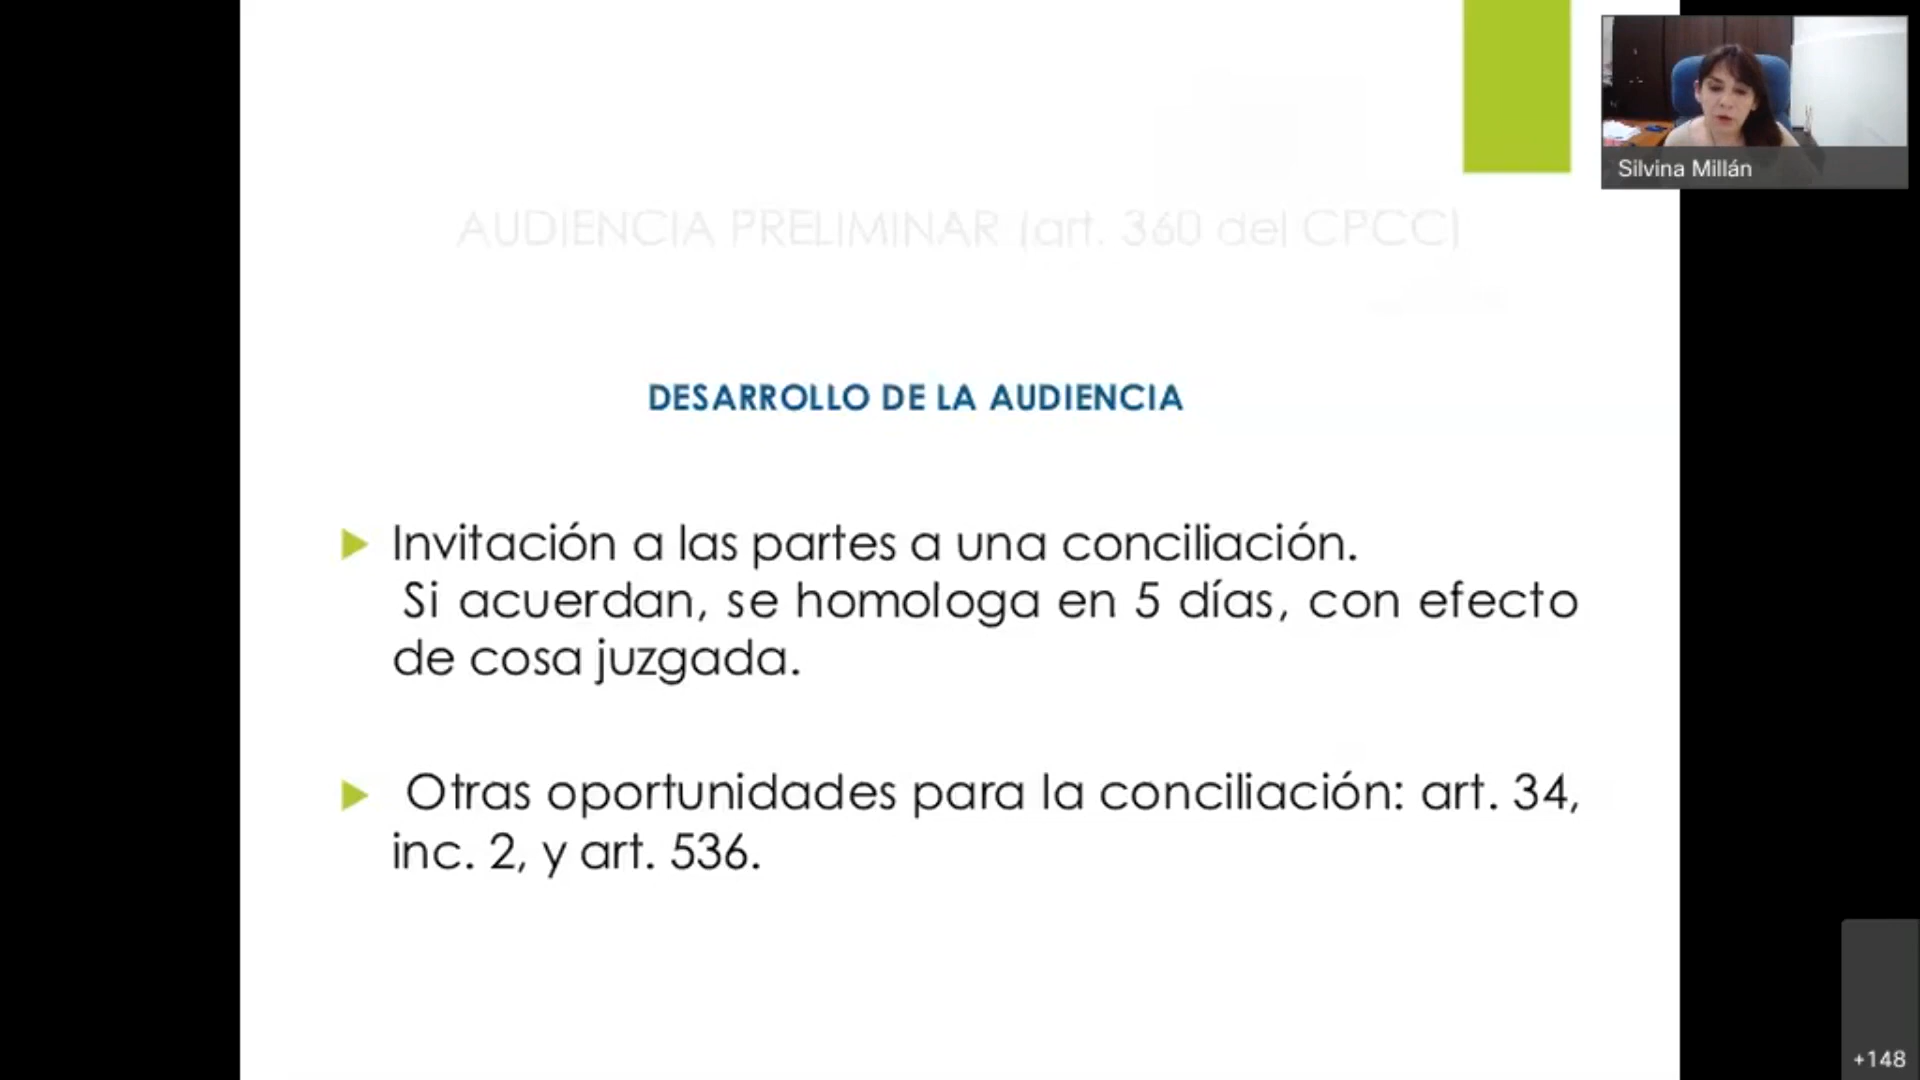 Silvina Millán
AUDIENCIA PRELIMINAR (art. 360 del CPCC)
DESARROLLO DE LA AUDIENCIA
Invitación a las partes a una conciliación.
Si acuerdan, se homologa en 5 días, con efecto
de cosa juzgada.
Otras oportunidades para la conciliación: art. 34,
inc. 2, y art. 536.
+148